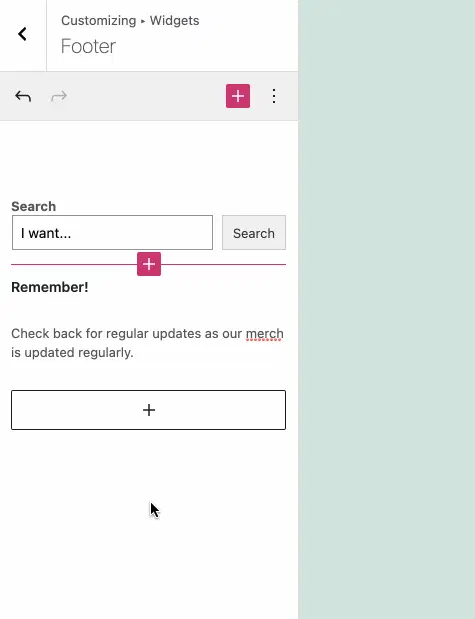 Customizing ▸ Widgets
Footer
Search
I want...
Search
Remember!
Check back for regular updates as our merch
is updated regularly.